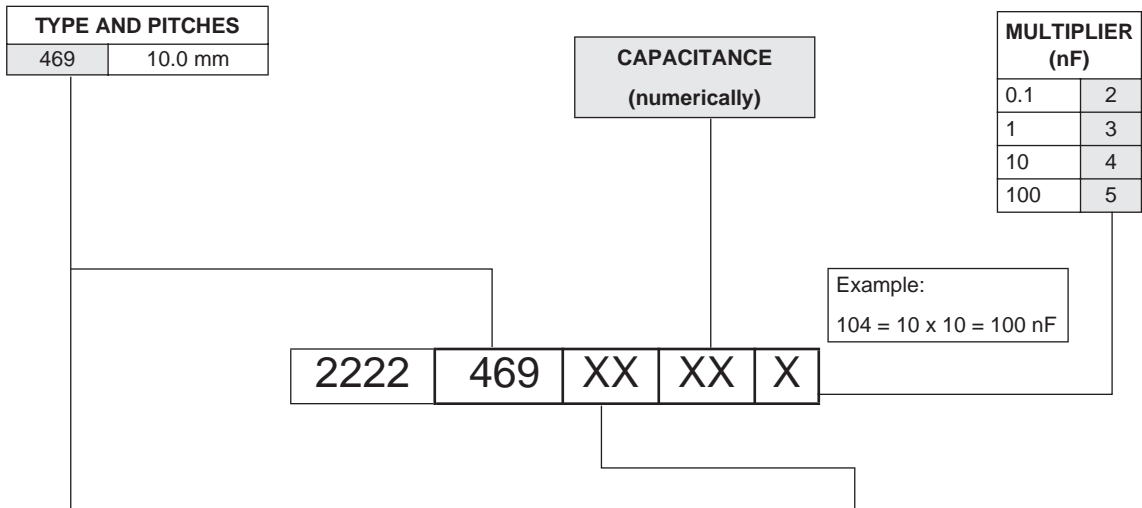 TYPE AND PITCHES
469 10.0 mm
CAPACITANCE
(numerically)
MULTIPLIER
(nF)
0.1 2
1 3
10 4
100 5
Example:
104 = 10 x 10 = 100 nF
2222 469 XX XX X